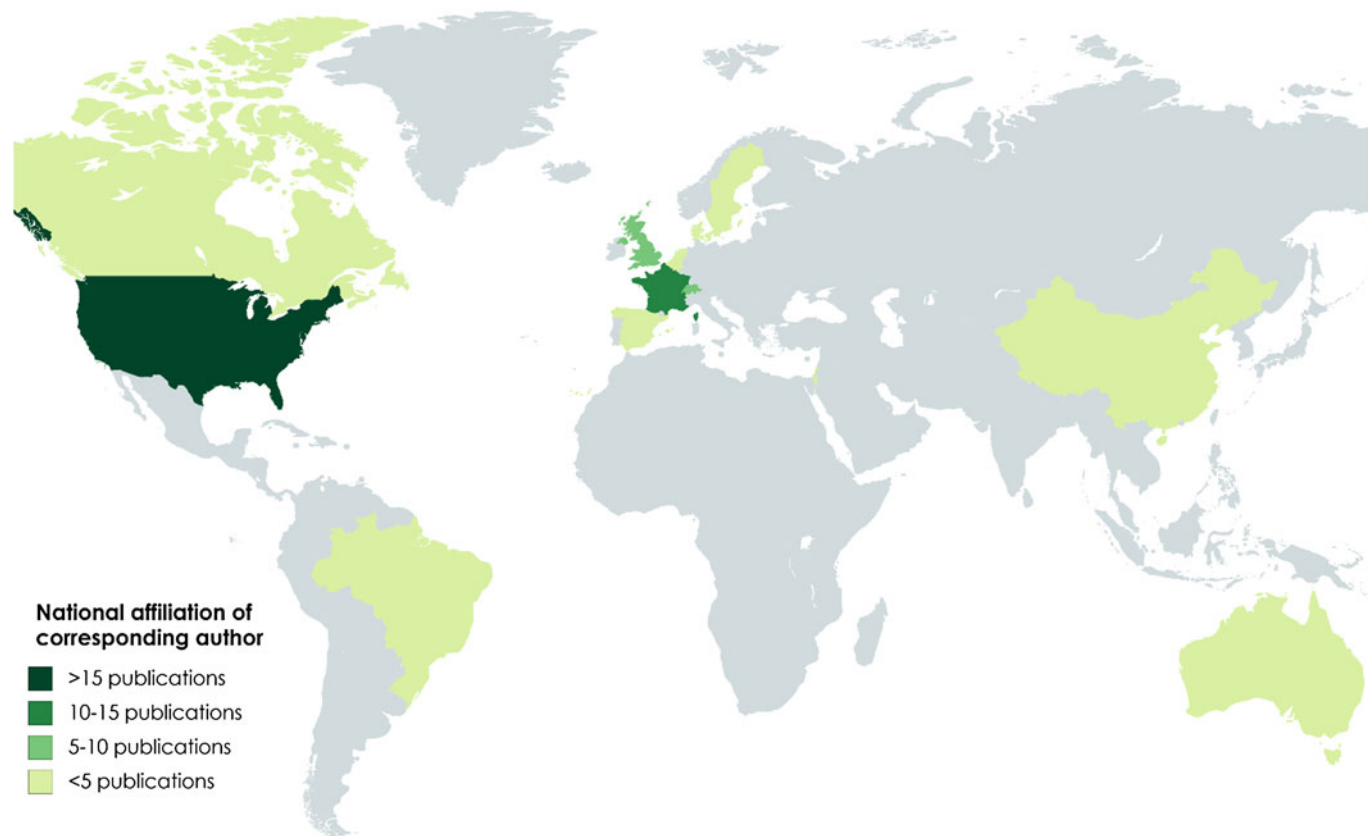 National affiliation of
corresponding author
>15 publications
10-15 publications
5-10 publications
<5 publications